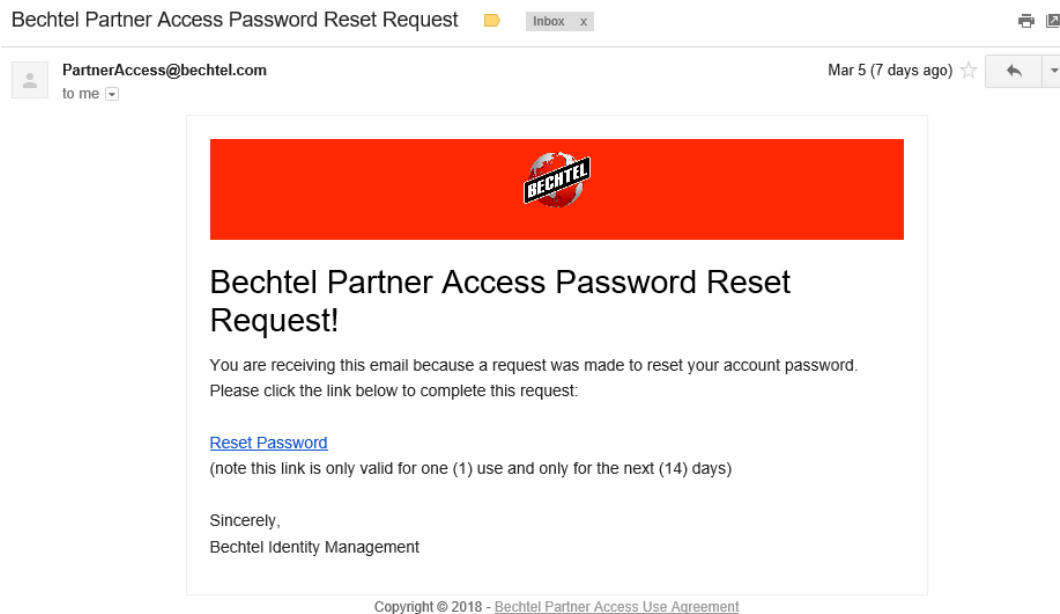 Bechtel Partner Access Password Reset Request
Inbox x
PartnerAccess@bechtel.com
Mar 5 (7 days ago)
to me
BECHTEL
Bechtel Partner Access Password Reset
Request!
You are receiving this email because a request was made to reset your account password.
Please click the link below to complete this request:
Reset Password
(note this link is only valid for one (1) use and only for the next (14) days)
Sincerely,
Bechtel Identity Management
Copyright © 2018 - Bechtel Partner Access Use Agreement